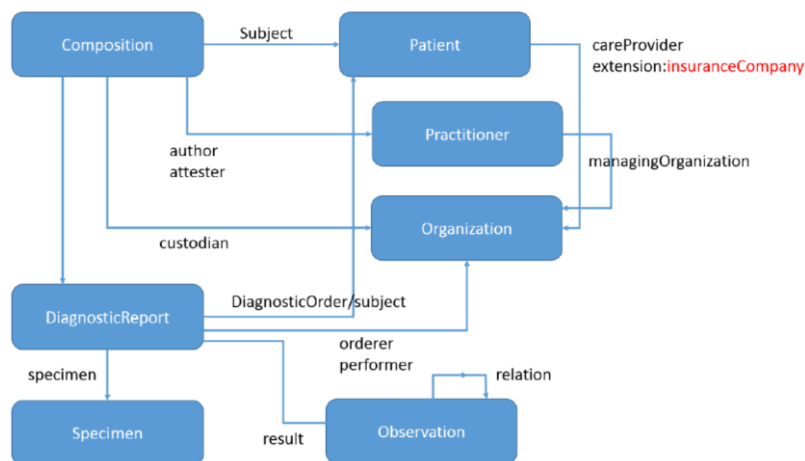 Composition
Subject
Patient
careProvider
extension:insuranceCompany
Practitioner
author
attester
managingOrganization
Organization
custodian
DiagnosticReport
DiagnosticOrder/subject
orderer
performer
specimen
relation
Specimen
result
Observation